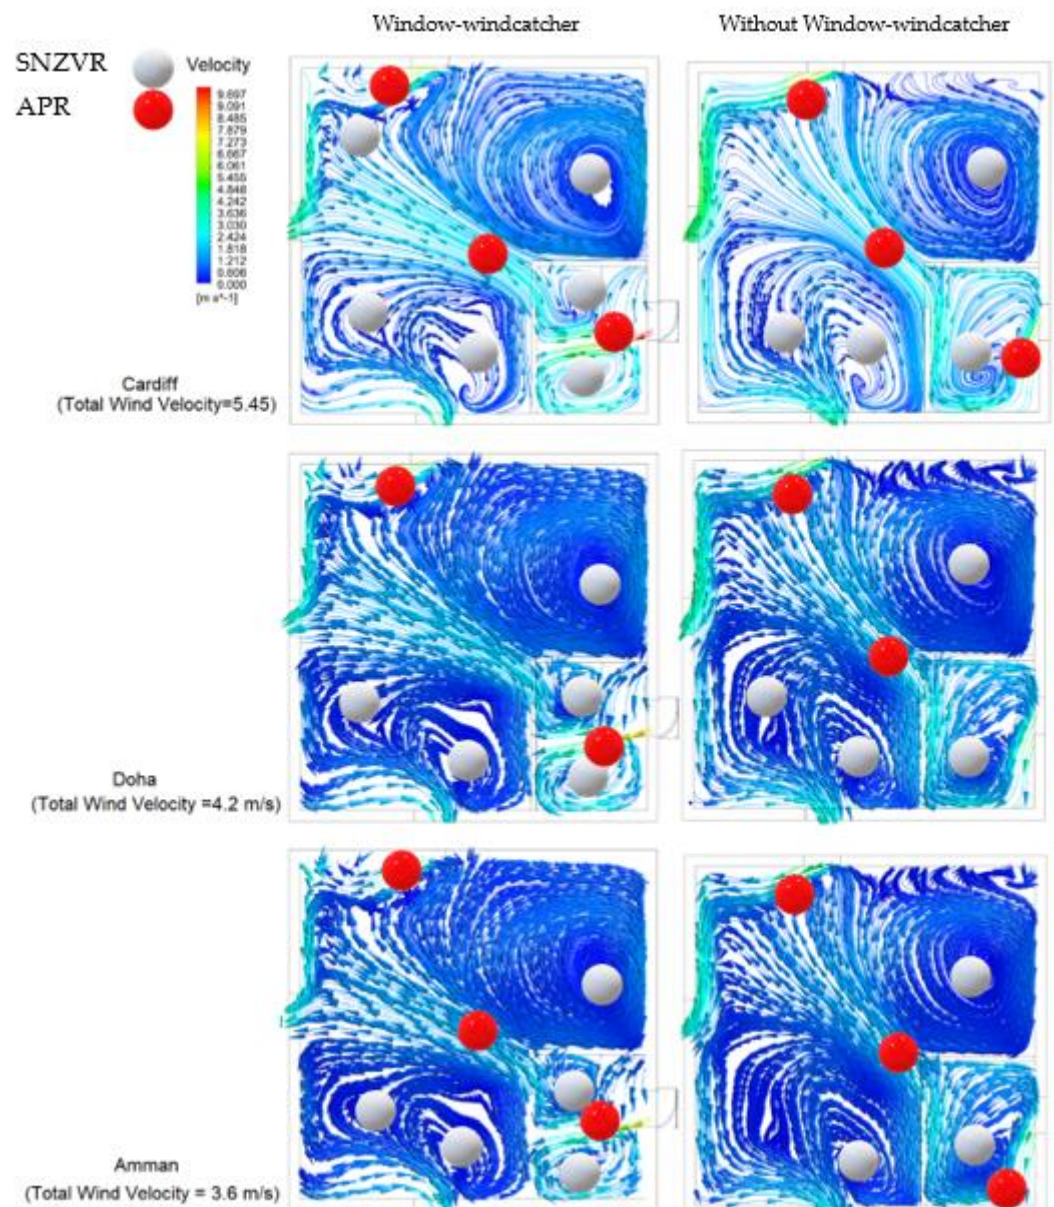 Window-windcatcher
Without Window-windcatcher
SNZVR
APR
Velocity
9.697
9.091
8.485
7.879
7.273
6.667
6.061
5.455
4.848
4.242
3.636
3.030
2.424
1.818
1.212
0.606
0.000
[m s^-1]
Cardiff
(Total Wind Velocity=5.45)
Doha
(Total Wind Velocity =4.2 m/s)
Amman
(Total Wind Velocity = 3.6 m/s)